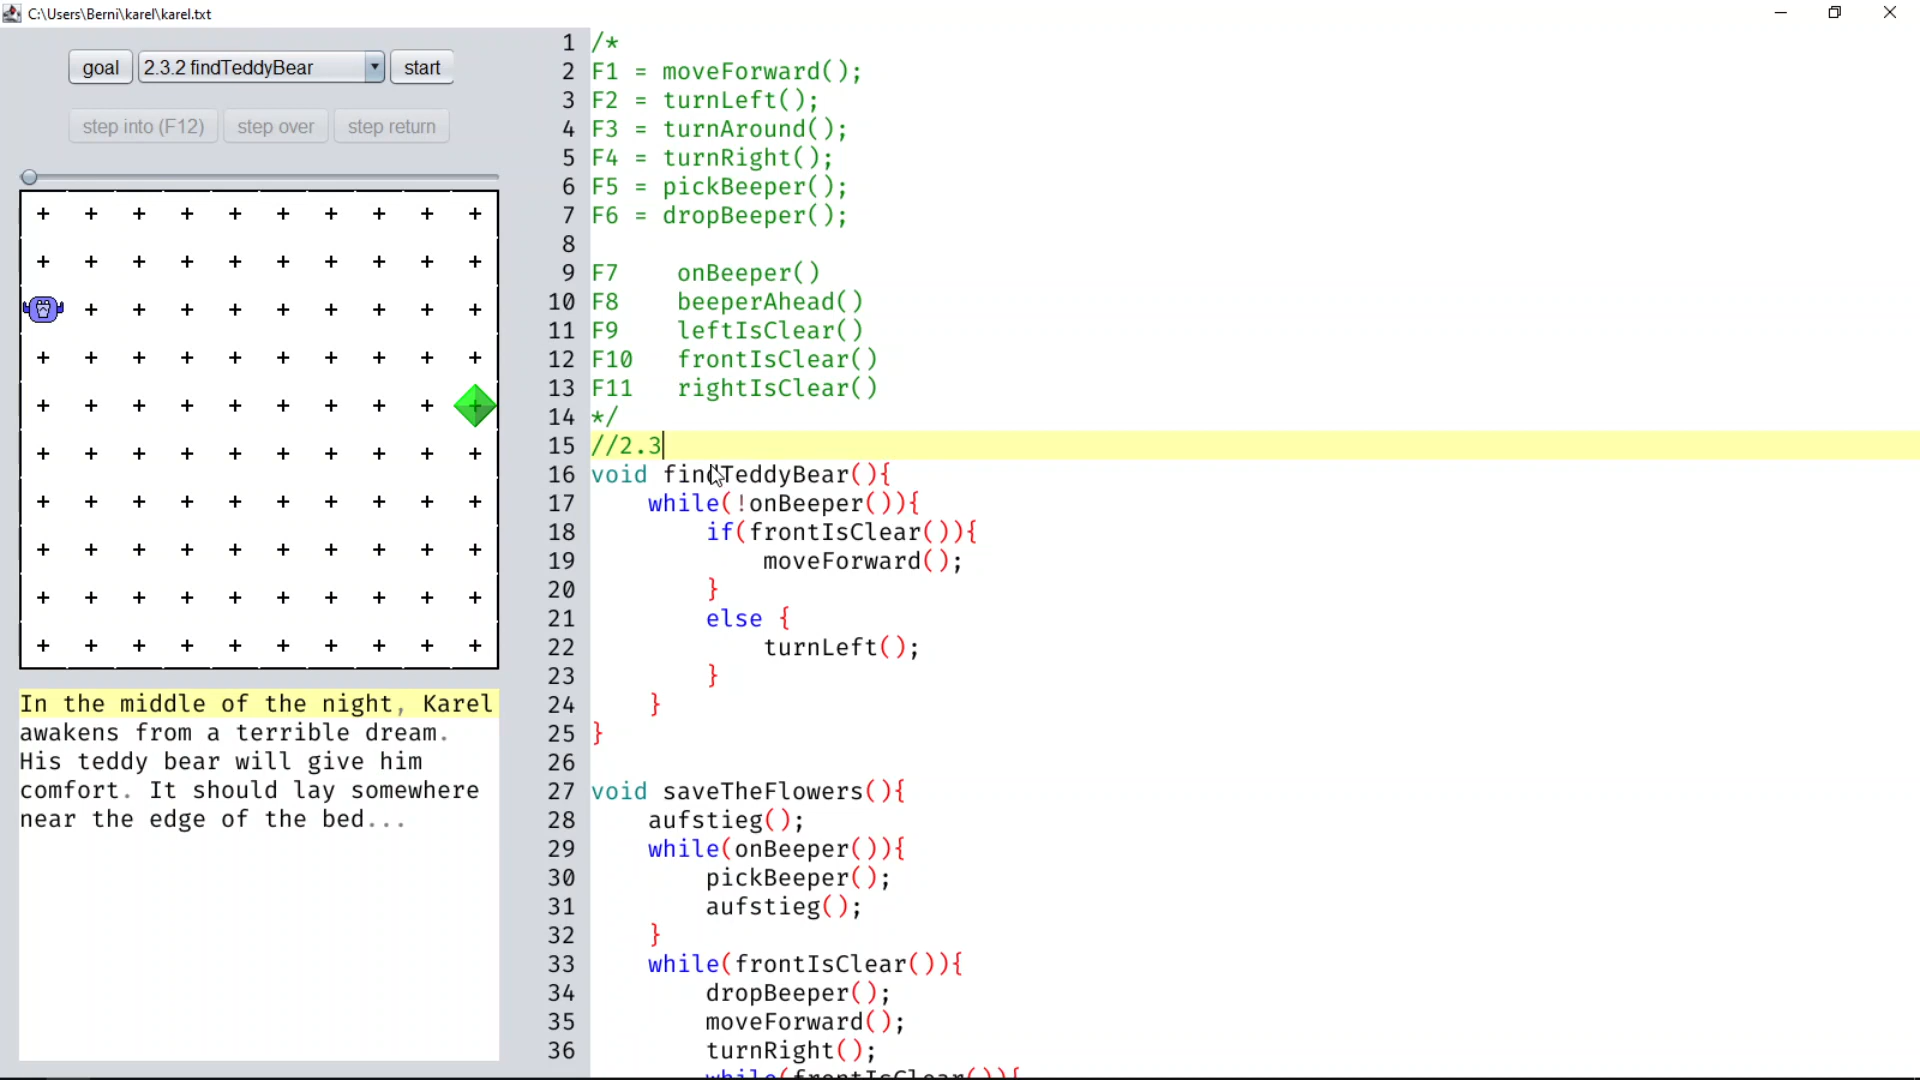 C:\Users\Berni\karel\karel.txt
goal 2.3.2 findTeddyBear start
step into (F12) step over step return
In the middle of the night, Karel
awakens from a terrible dream.
His teddy bear will give him
comfort. It should lay somewhere
near the edge of the bed...
1 /*
2 F1 = moveForward();
3 F2 = turnLeft();
4 F3 = turnAround();
5 F4 = turnRight();
6 F5 = pickBeeper();
7 F6 = dropBeeper();
8
9 F7    onBeeper()
10 F8    beeperAhead()
11 F9    leftIsClear()
12 F10   frontIsClear()
13 F11   rightIsClear()
14 */
15 //2.3
16 void findTeddyBear(){
17     while(!onBeeper()){
18         if(frontIsClear()){
19             moveForward();
20         }
21         else {
22             turnLeft();
23         }
24     }
25 }
26
27 void saveTheFlowers(){
28     aufstieg();
29     while(onBeeper()){
30         pickBeeper();
31         aufstieg();
32     }
33     while(frontIsClear()){
34         dropBeeper();
35         moveForward();
36         turnRight();
        while(frontIsClear()){